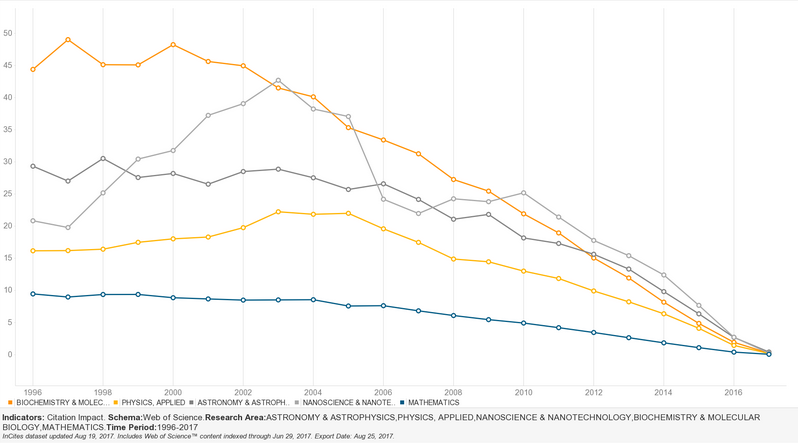 50
45
40
35
30
25
20
15
10
5
0
1996 1998 2000 2002 2004 2006 2008 2010 2012 2014 2016
BIOCHEMISTRY & MOLEC... PHYSICS, APPLIED ASTRONOMY & ASTROPH.. NANOSCIENCE & NANOTE.. MATHEMATICS
Indicators: Citation Impact. Schema:Web of Science.Research Area:ASTRONOMY & ASTROPHYSICS,PHYSICS, APPLIED,NANOSCIENCE & NANOTECHNOLOGY,BIOCHEMISTRY & MOLECULAR
BIOLOGY,MATHEMATICS.Time Period:1996-2017
InCites dataset updated Aug 19, 2017. Includes Web of Science™ content indexed through Jun 29, 2017. Export Date: Aug 25, 2017.